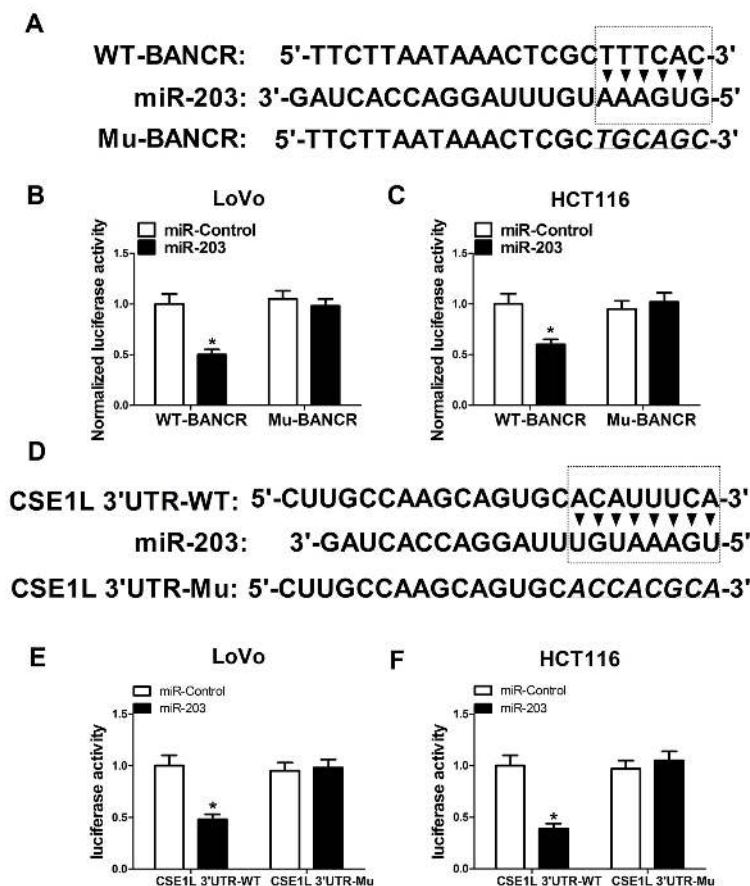 A
WT-BANCR: 5'-TTCTTAATAAACTCGCTTTCAC-3'
miR-203: 3'-GAUCACCAGGAUUUGUAAAGUG-5'
Mu-BANCR: 5'-TTCTTAATAAACTCGCTGCAGC-3'
B
LoVo
miR-Control
miR-203
Normalized luciferase activity
1.5
1.0
0.5
0.0
*
WT-BANCR Mu-BANCR
C
HCT116
miR-Control
miR-203
Normalized luciferase activity
1.5
1.0
0.5
0.0
*
WT-BANCR Mu-BANCR
D
CSE1L 3'UTR-WT: 5'-CUUGCCAAGCAGUGCACAUUUCA-3'
miR-203: 3'-GAUCACCAGGAUUUGUAAAGU-5'
CSE1L 3'UTR-Mu: 5'-CUUGCCAAGCAGUGCACCACGCA-3'
E
LoVo
miR-Control
miR-203
luciferase activity
1.5
1.0
0.5
0.0
*
CSE1L 3'UTR-WT CSE1L 3'UTR-Mu
F
HCT116
miR-Control
miR-203
luciferase activity
1.5
1.0
0.5
0.0
*
CSE1L 3'UTR-WT CSE1L 3'UTR-Mu